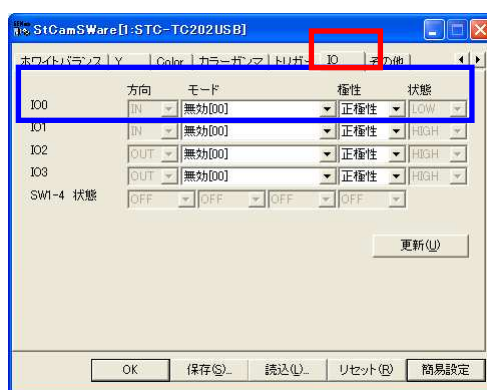 StCamSWare[1:STC-TC202USB]
ホワイトバランス Y Color カラーガンマ トリガー IO その他
方向 モード 極性 状態
IO0 IN 無効[00] 正極性 LOW
IO1 IN 無効[00] 正極性 HIGH
IO2 OUT 無効[00] 正極性 HIGH
IO3 OUT 無効[00] 正極性 HIGH
SW1-4 状態 OFF OFF OFF OFF
更新(U)
OK 保存(S)... 読込(L)... リセット(R) 簡易設定